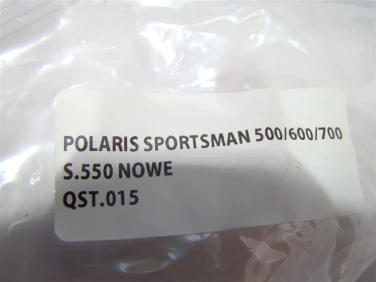 POLARIS SPORTSMAN 500/600/700
S.550 NOWE
QST.015